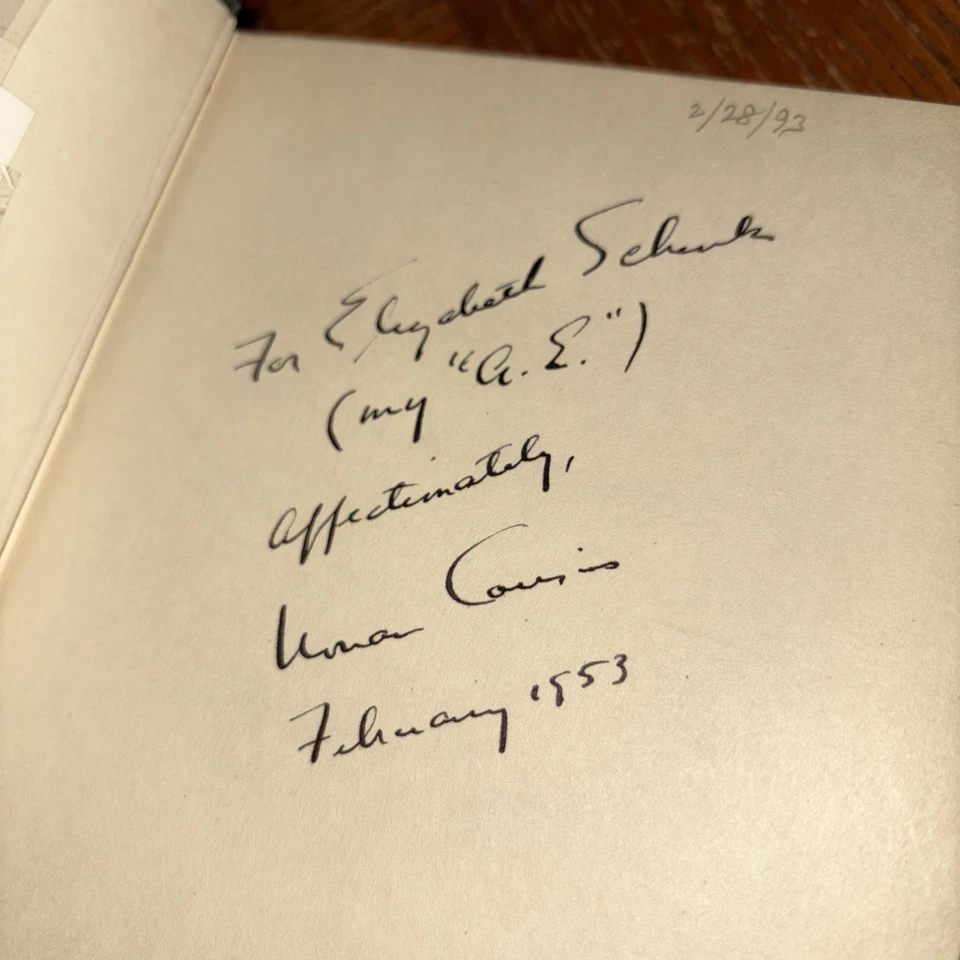 2/28/93
For Elizabeth Schenk
(my "A. E.")
Affectionately,
Norman Cousins
February 1953